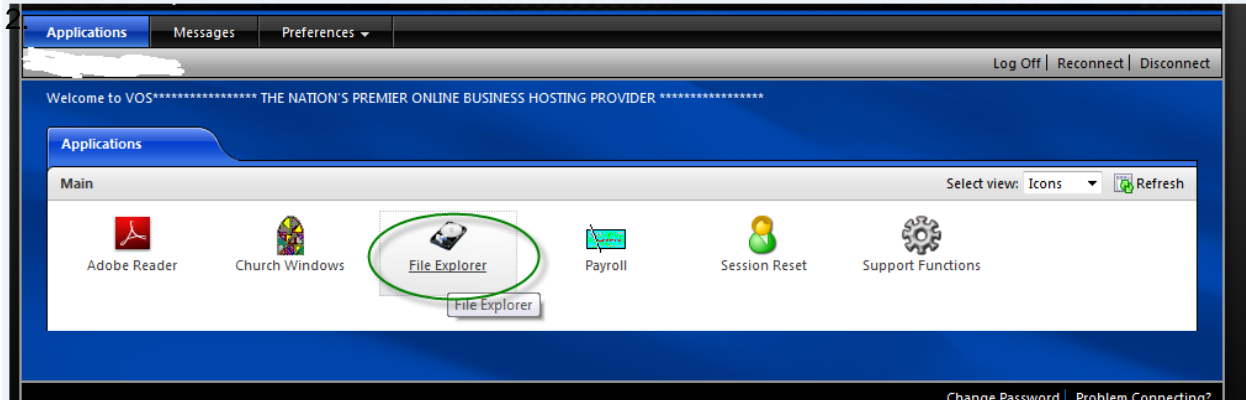 2.
Applications Messages Preferences
Log Off | Reconnect | Disconnect
Welcome to VOS***************** THE NATION'S PREMIER ONLINE BUSINESS HOSTING PROVIDER *****************
Applications
Main Select view: Icons Refresh
Adobe Reader Church Windows File Explorer Payroll Session Reset Support Functions
File Explorer
Change Password | Problem Connecting?